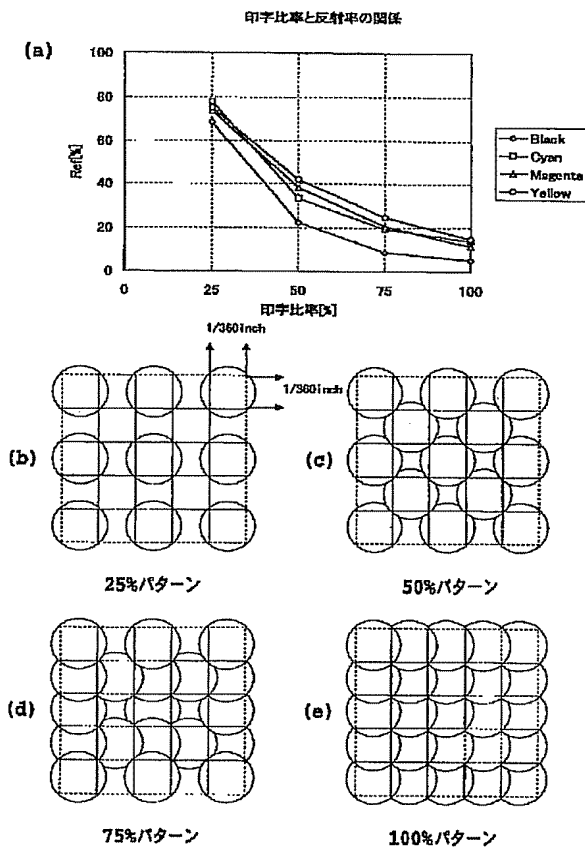 印字比率と反射率の関係
(a)
100
80
60
40
20
0
Ref[%]
0 25 50 75 100
印字比率[%]
Black
Cyan
Magenta
Yellow
1/360inch
1/360inch
(b)
(c)
25%パターン
50%パターン
(d)
(e)
75%パターン
100%パターン